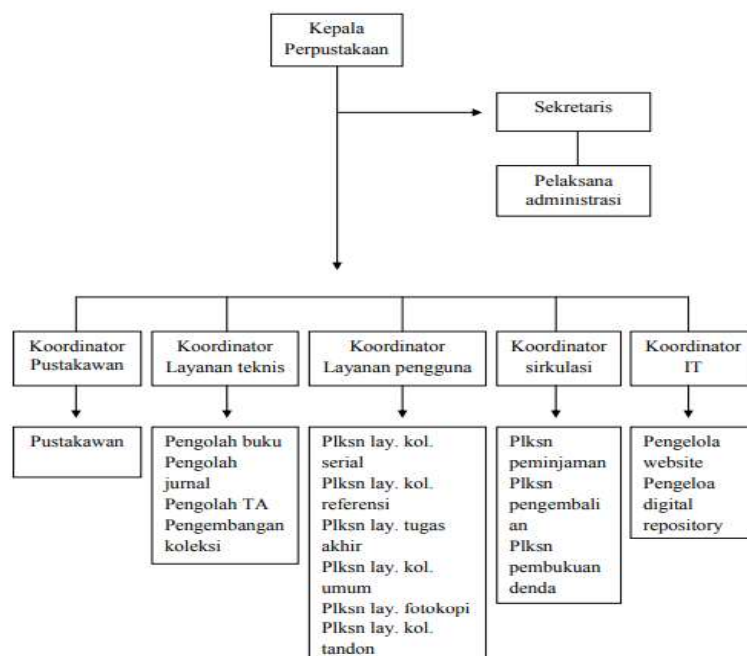 Kepala
Perpustakaan
Sekretaris
Pelaksana
administrasi
Koordinator
Pustakawan
Koordinator
Layanan teknis
Koordinator
Layanan pengguna
Koordinator
sirkulasi
Koordinator
IT
Pustakawan
Pengolah buku
Pengolah
jurnal
Pengolah TA
Pengembangan
koleksi
Plksn lay. kol.
serial
Plksn lay. kol.
referensi
Plksn lay. tugas
akhir
Plksn lay. kol.
umum
Plksn lay. fotokopi
Plksn lay. kol.
tandon
Plksn
peminjaman
Plksn
pengembali
an
Plksn
pembukuan
denda
Pengelola
website
Pengeloa
digital
repository